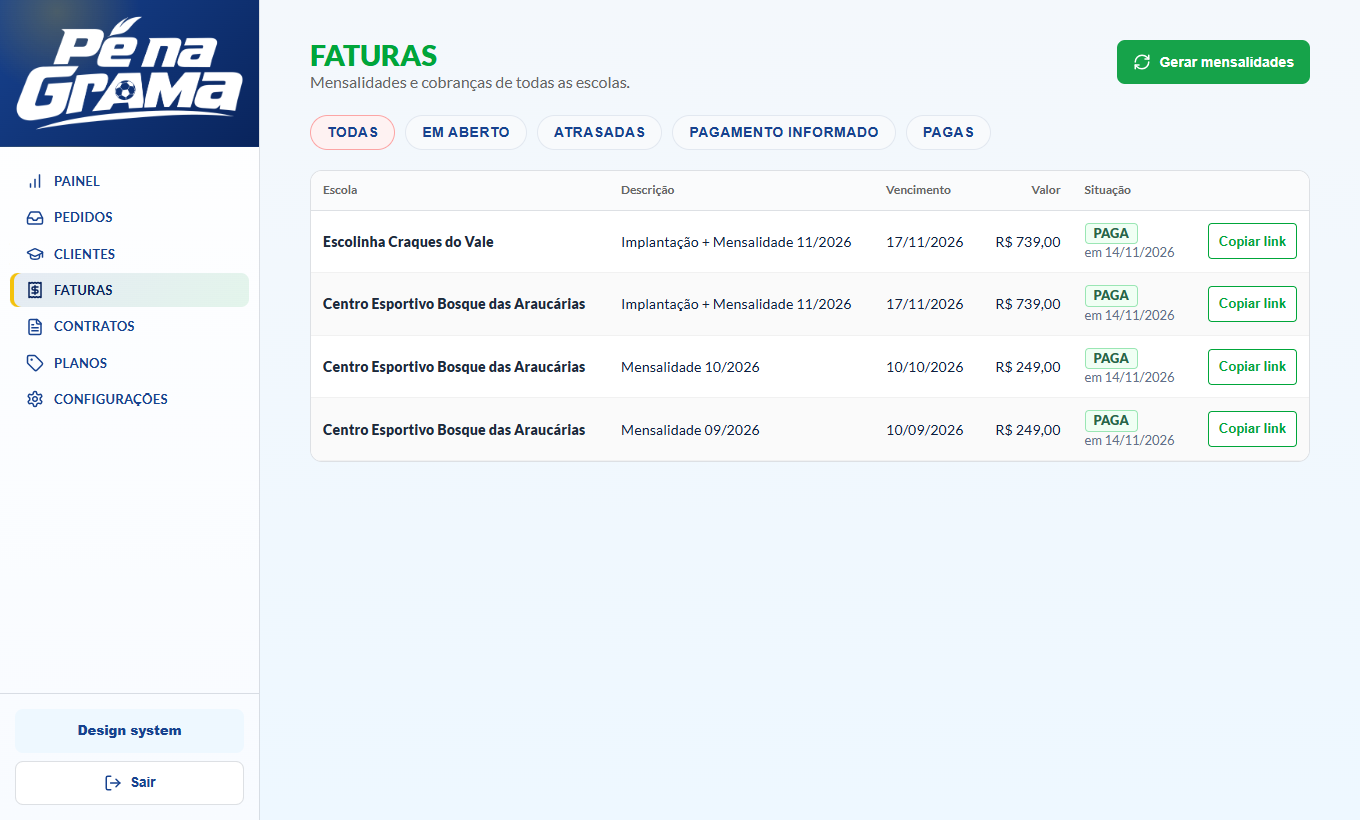 Pé na
GrAMa
PAINEL
PEDIDOS
CLIENTES
FATURAS
CONTRATOS
PLANOS
CONFIGURAÇÕES
Design system
Sair
FATURAS
Mensalidades e cobranças de todas as escolas.
Gerar mensalidades
TODAS EM ABERTO ATRASADAS PAGAMENTO INFORMADO PAGAS
Escola Descrição Vencimento Valor Situação
Escolinha Craques do Vale Implantação + Mensalidade 11/2026 17/11/2026 R$ 739,00 PAGA Copiar link
em 14/11/2026
Centro Esportivo Bosque das Araucárias Implantação + Mensalidade 11/2026 17/11/2026 R$ 739,00 PAGA Copiar link
em 14/11/2026
Centro Esportivo Bosque das Araucárias Mensalidade 10/2026 10/10/2026 R$ 249,00 PAGA Copiar link
em 14/11/2026
Centro Esportivo Bosque das Araucárias Mensalidade 09/2026 10/09/2026 R$ 249,00 PAGA Copiar link
em 14/11/2026